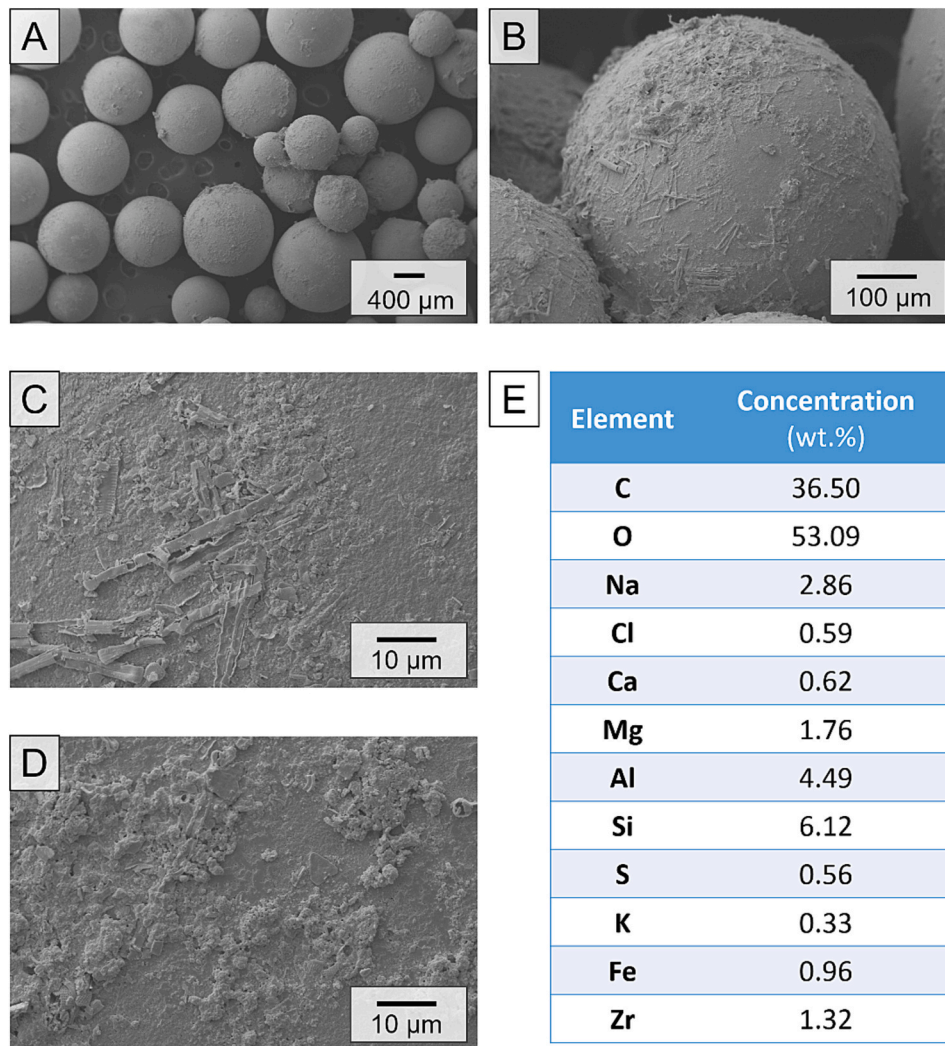 A
400 µm
B
100 µm
C
10 µm
D
10 µm
E
Element Concentration (wt.%)
C 36.50
O 53.09
Na 2.86
Cl 0.59
Ca 0.62
Mg 1.76
Al 4.49
Si 6.12
S 0.56
K 0.33
Fe 0.96
Zr 1.32